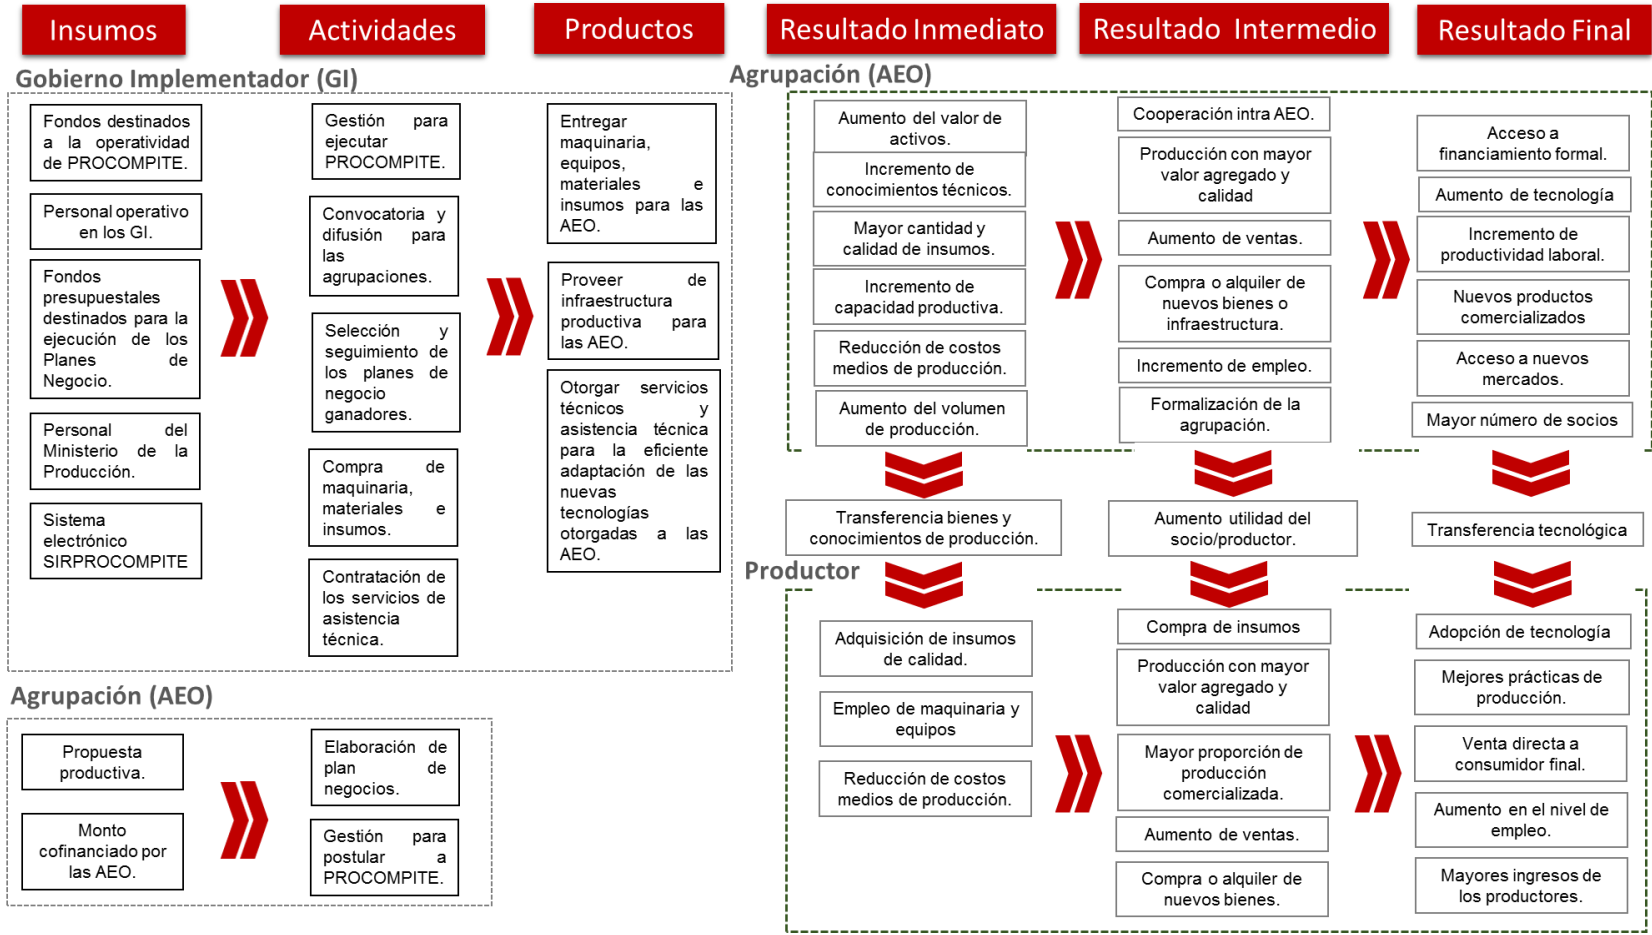 Insumos
Actividades
Productos
Resultado Inmediato
Resultado Intermedio
Resultado Final
Gobierno Implementador (GI)
Fondos destinados
a la operatividad
de PROCOMPITE.
Personal operativo
en los GI.
Fondos
presupuestales
destinados para la
ejecución de los
Planes de
Negocio.
Personal del
Ministerio de la
Producción.
Sistema
electrónico
SIRPROCOMPITE
Gestión para
ejecutar
PROCOMPITE.
Convocatoria y
difusión para
las
agrupaciones.
Selección y
seguimiento de
los planes de
negocio
ganadores.
Compra de
maquinaria,
materiales e
insumos.
Contratación de
los servicios de
asistencia
técnica.
Entregar
maquinaria,
equipos,
materiales e
insumos para las
AEO.
Proveer de
infraestructura
productiva para
las AEO.
Otorgar servicios
técnicos y
asistencia técnica
para la eficiente
adaptación de las
nuevas
tecnologías
otorgadas a las
AEO.
Agrupación (AEO)
Propuesta
productiva.
Monto
cofinanciado por
las AEO.
Elaboración de
plan de
negocios.
Gestión para
postular a
PROCOMPITE.
Agrupación (AEO)
Aumento del valor de
activos.
Incremento de
conocimientos técnicos.
Mayor cantidad y
calidad de insumos.
Incremento de
capacidad productiva.
Reducción de costos
medios de producción.
Aumento del volumen
de producción.
Cooperación intra AEO.
Producción con mayor
valor agregado y
calidad
Aumento de ventas.
Compra o alquiler de
nuevos bienes o
infraestructura.
Incremento de empleo.
Formalización de la
agrupación.
Acceso a
financiamiento formal.
Aumento de tecnología
Incremento de
productividad laboral.
Nuevos productos
comercializados
Acceso a nuevos
mercados.
Mayor número de socios
Transferencia bienes y
conocimientos de producción.
Aumento utilidad del
socio/productor.
Transferencia tecnológica
Productor
Adquisición de insumos
de calidad.
Empleo de maquinaria y
equipos
Reducción de costos
medios de producción.
Compra de insumos
Producción con mayor
valor agregado y
calidad
Mayor proporción de
producción
comercializada.
Aumento de ventas.
Compra o alquiler de
nuevos bienes.
Adopción de tecnología
Mejores prácticas de
producción.
Venta directa a
consumidor final.
Aumento en el nivel de
empleo.
Mayores ingresos de
los productores.